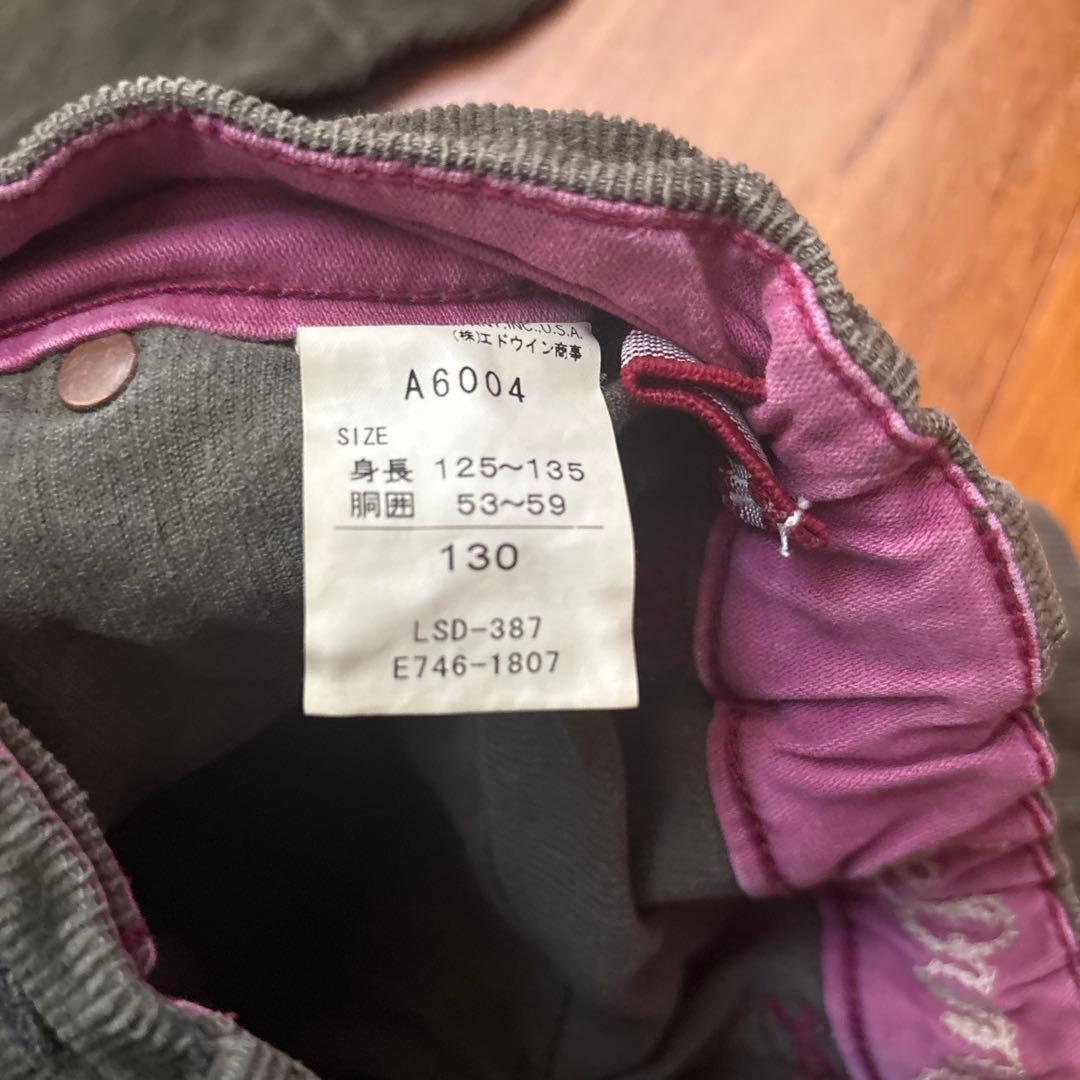 INC., U.S.A.
(株)エドウイン商事
A6004
SIZE
身長 125~135
胴囲 53~59
130
LSD-387
E746-1807